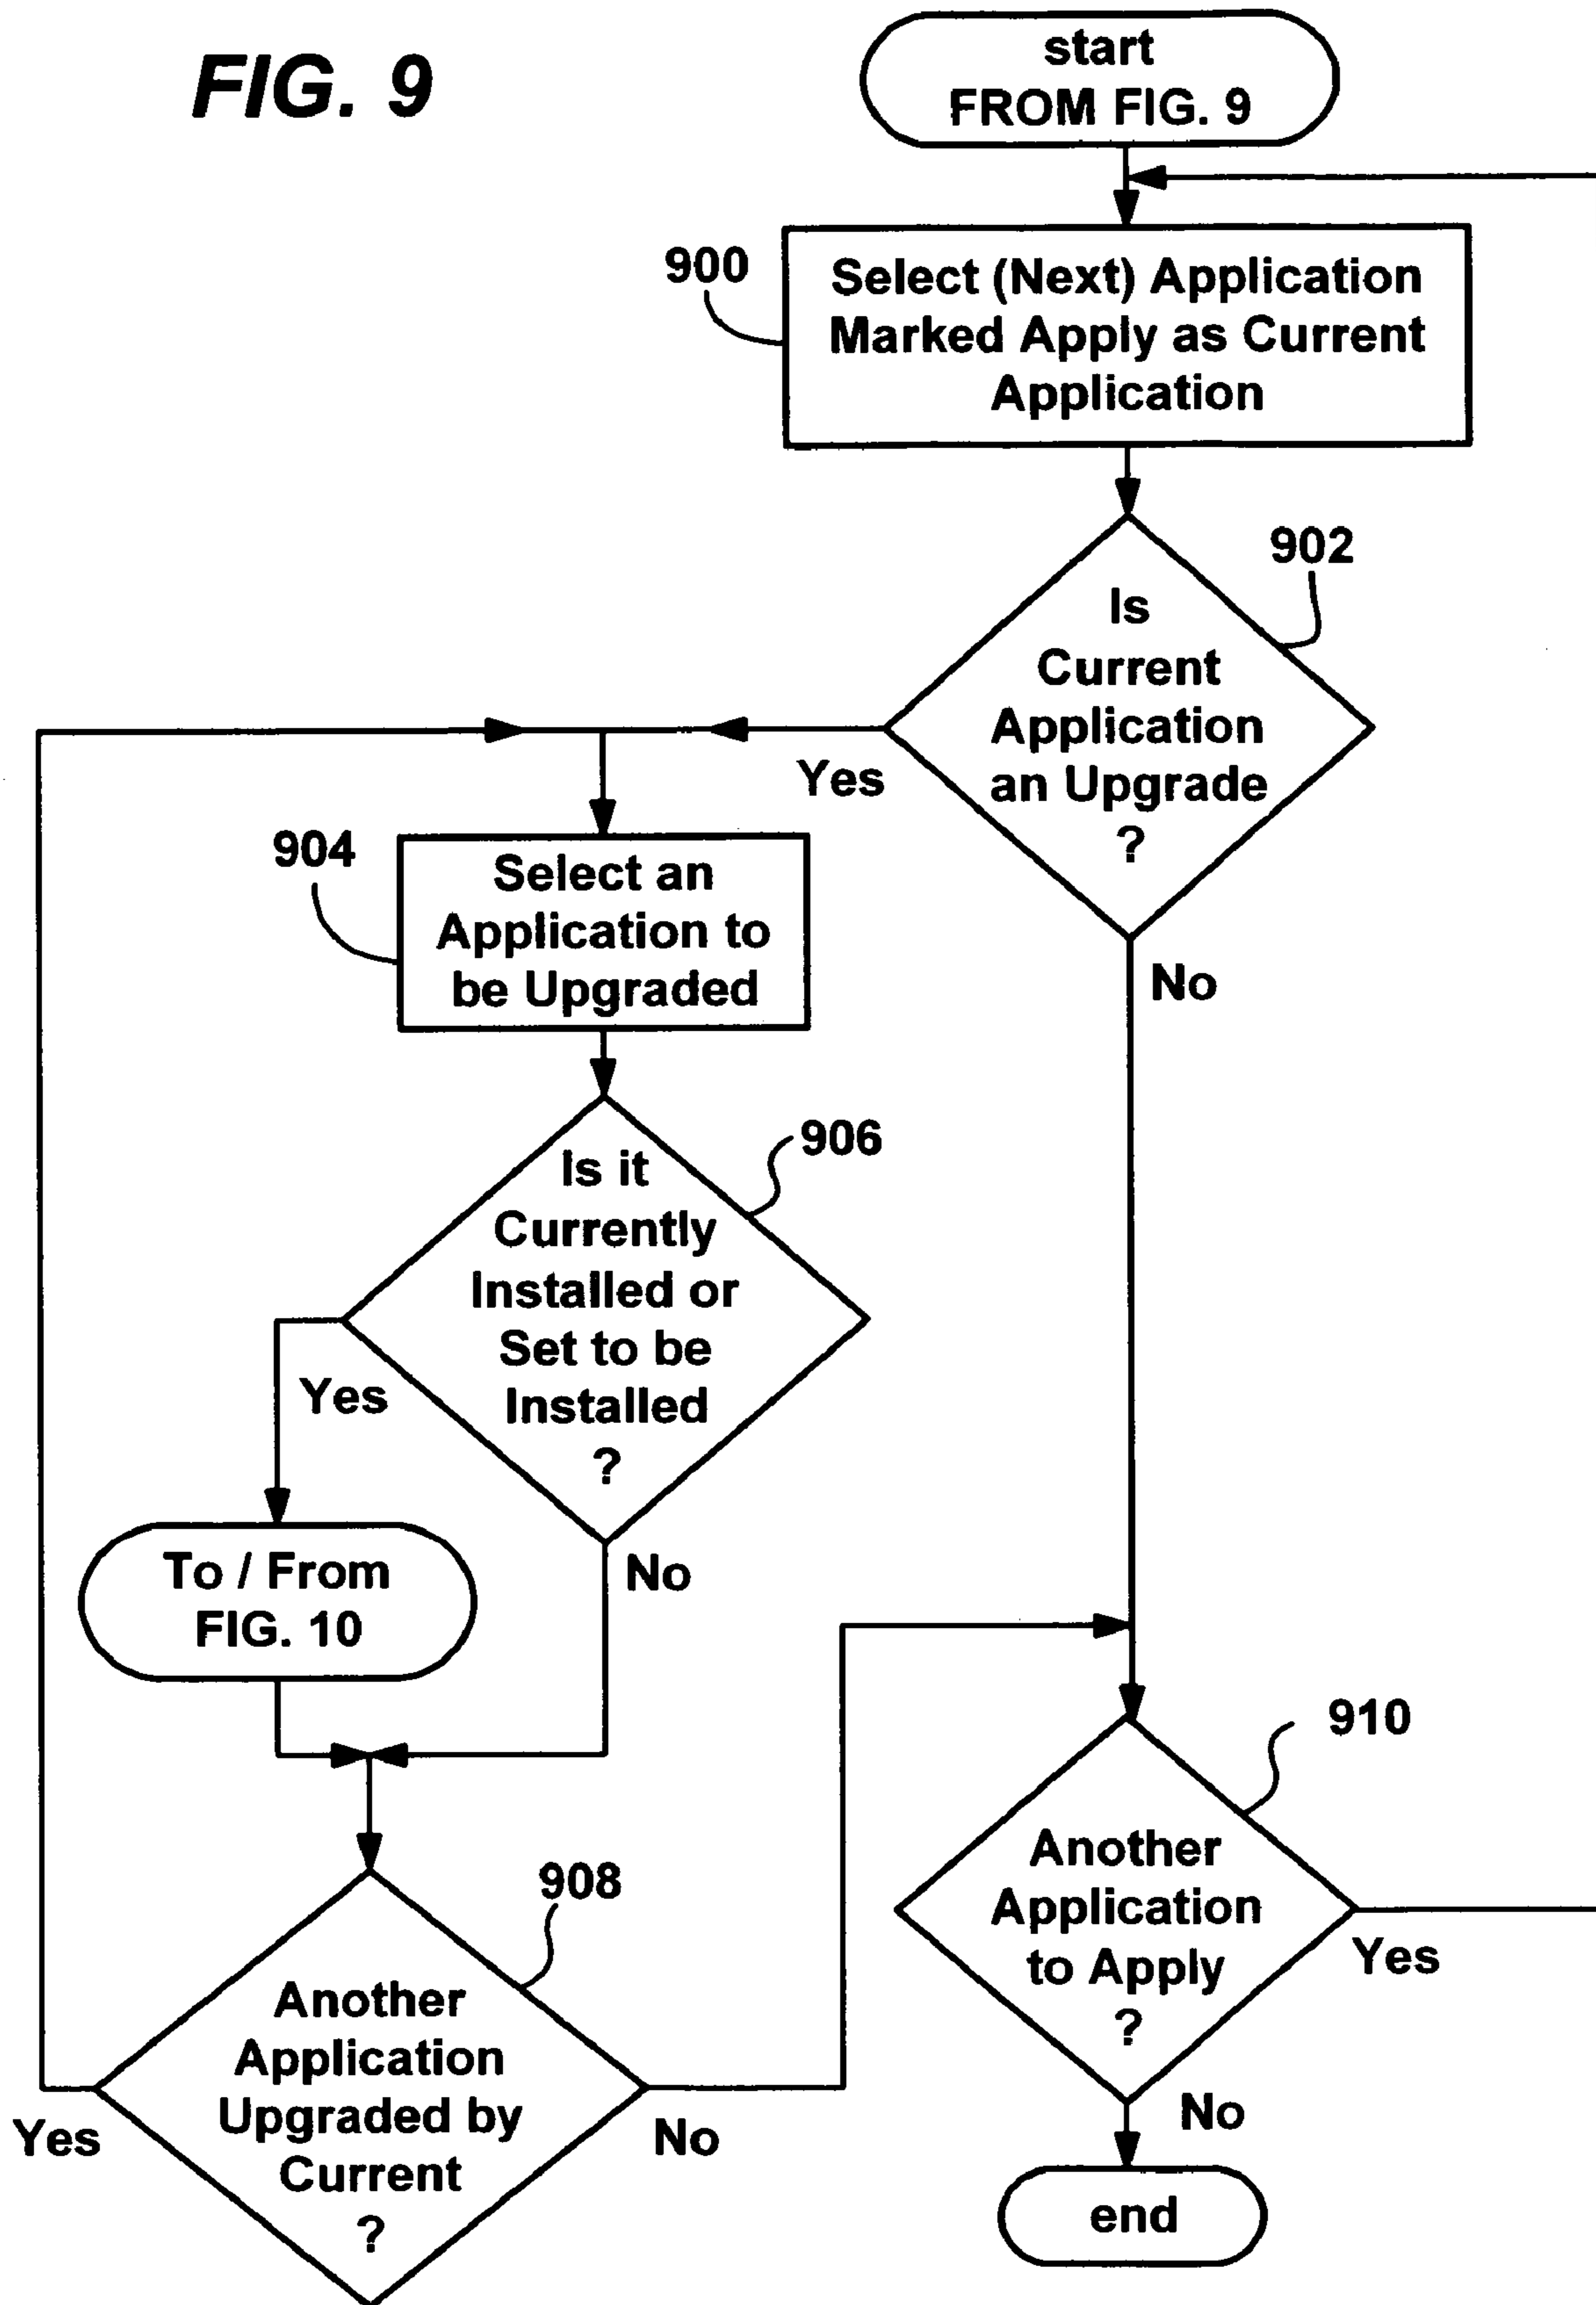 FIG. 9
start
FROM FIG. 9
900
Select (Next) Application
Marked Apply as Current
Application
902
Is
Current
Application
an Upgrade
?
Yes
No
904
Select an
Application to
be Upgraded
906
Is it
Currently
Installed or
Set to be
Installed
?
Yes
No
To / From
FIG. 10
908
Another
Application
Upgraded by
Current
?
Yes
No
910
Another
Application
to Apply
?
Yes
No
end